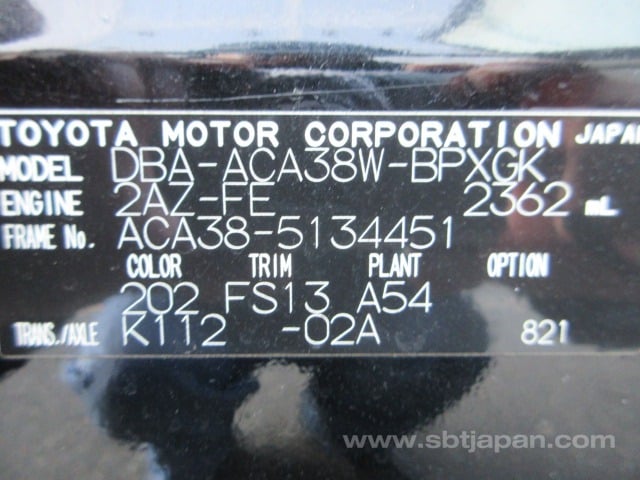 TOYOTA MOTOR CORPORATION JAPAN
MODEL DBA-ACA38W-BPXGK
ENGINE 2AZ-FE 2362 mL
FRAME No. ACA38-5134451
COLOR TRIM PLANT OPTION
202 FS13 A54
TRANS./AXLE K112 -02A 821
www.sbtjapan.com